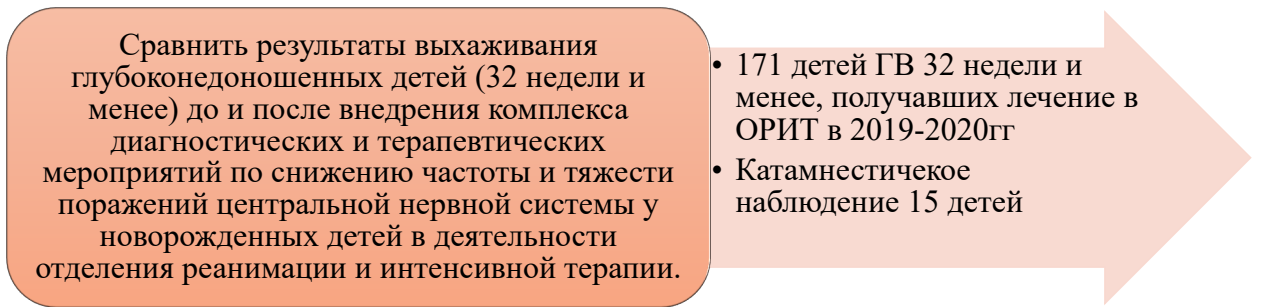 Сравнить результаты выхаживания
глубоконедоношенных детей (32 недели и
менее) до и после внедрения комплекса
диагностических и терапевтических
мероприятий по снижению частоты и тяжести
поражений центральной нервной системы у
новорожденных детей в деятельности
отделения реанимации и интенсивной терапии.
• 171 детей ГВ 32 недели и
менее, получавших лечение в
ОРИТ в 2019-2020гг
• Катамнестичекое
наблюдение 15 детей